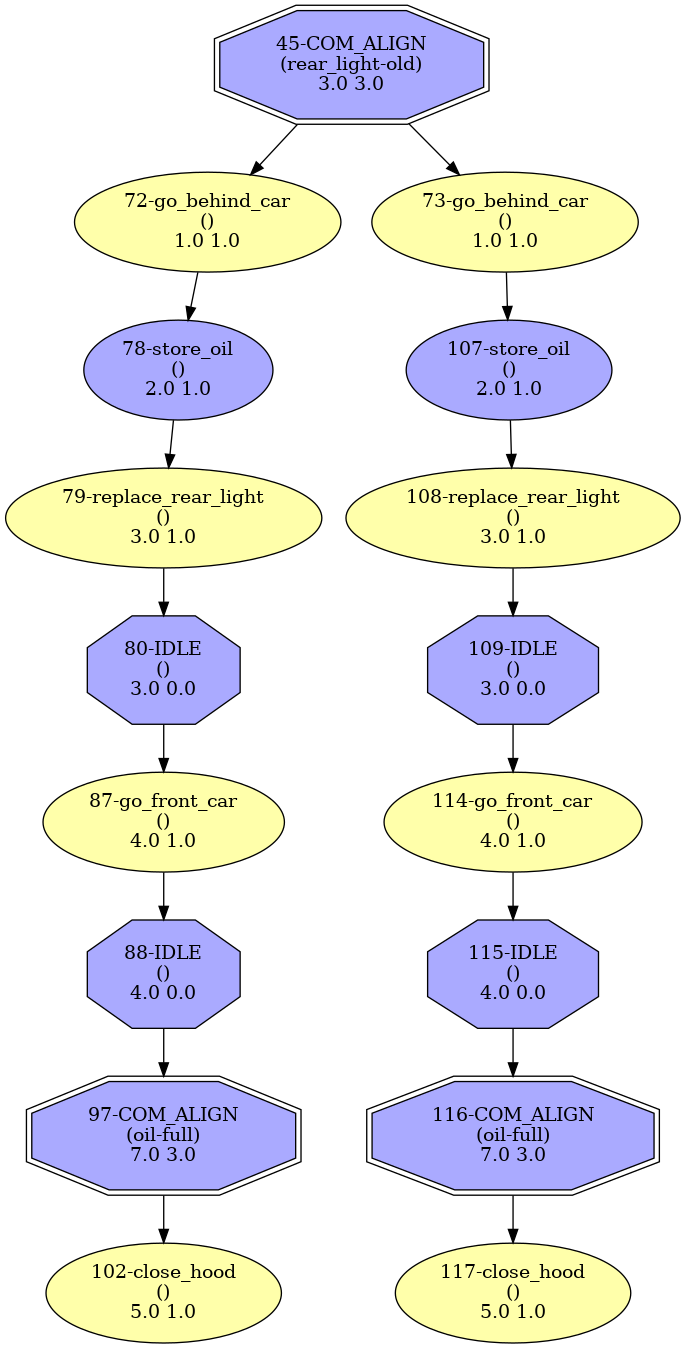 45-COM_ALIGN
(rear_light-old)
3.0 3.0
72-go_behind_car
()
1.0 1.0
73-go_behind_car
()
1.0 1.0
78-store_oil
()
2.0 1.0
107-store_oil
()
2.0 1.0
79-replace_rear_light
()
3.0 1.0
108-replace_rear_light
()
3.0 1.0
80-IDLE
()
3.0 0.0
109-IDLE
()
3.0 0.0
87-go_front_car
()
4.0 1.0
114-go_front_car
()
4.0 1.0
88-IDLE
()
4.0 0.0
115-IDLE
()
4.0 0.0
97-COM_ALIGN
(oil-full)
7.0 3.0
116-COM_ALIGN
(oil-full)
7.0 3.0
102-close_hood
()
5.0 1.0
117-close_hood
()
5.0 1.0